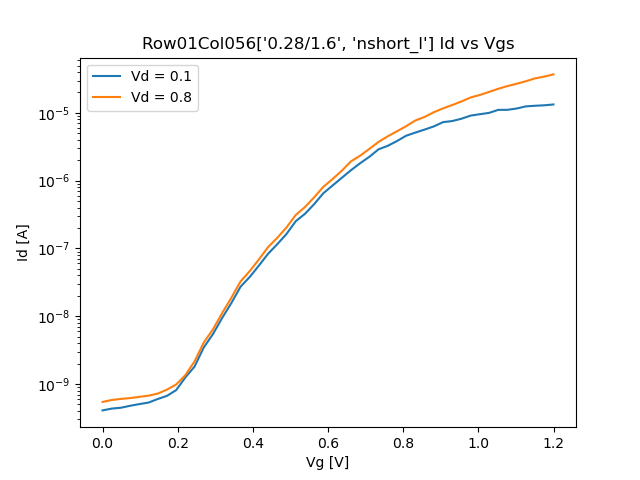 Row01Col056['0.28/1.6', 'nshort_l'] Id vs Vgs
Vd = 0.1
Vd = 0.8
Id [A]
10⁻⁵
10⁻⁶
10⁻⁷
10⁻⁸
10⁻⁹
0.0 0.2 0.4 0.6 0.8 1.0 1.2
Vg [V]